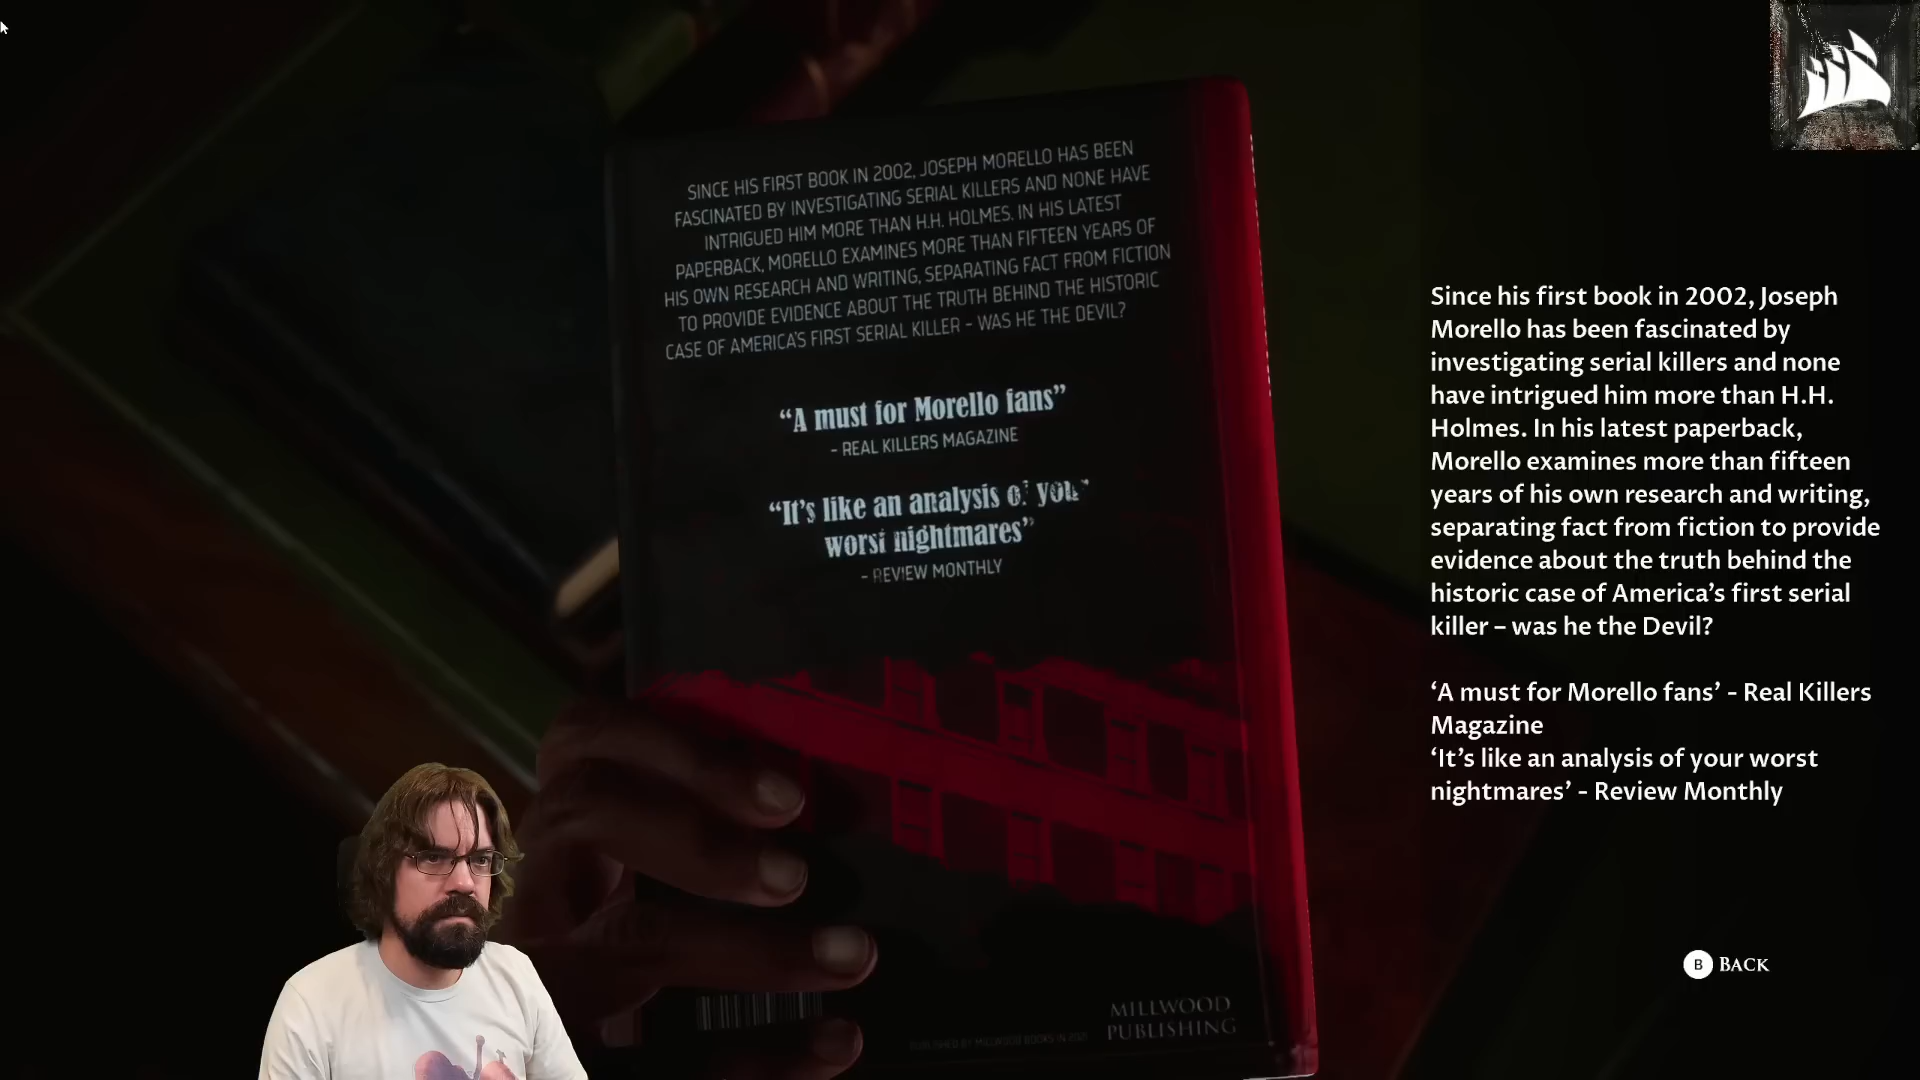 SINCE HIS FIRST BOOK IN 2002, JOSEPH MORELLO HAS BEEN
FASCINATED BY INVESTIGATING SERIAL KILLERS AND NONE HAVE
INTRIGUED HIM MORE THAN H.H. HOLMES. IN HIS LATEST
PAPERBACK, MORELLO EXAMINES MORE THAN FIFTEEN YEARS OF
HIS OWN RESEARCH AND WRITING, SEPARATING FACT FROM FICTION
TO PROVIDE EVIDENCE ABOUT THE TRUTH BEHIND THE HISTORIC
CASE OF AMERICA'S FIRST SERIAL KILLER – WAS HE THE DEVIL?
“A must for Morello fans”
- REAL KILLERS MAGAZINE
“It's like an analysis of your
worst nightmares”
- REVIEW MONTHLY
MILLWOOD
PUBLISHING
PUBLISHED BY MILLWOOD BOOKS IN 2021
Since his first book in 2002, Joseph
Morello has been fascinated by
investigating serial killers and none
have intrigued him more than H.H.
Holmes. In his latest paperback,
Morello examines more than fifteen
years of his own research and writing,
separating fact from fiction to provide
evidence about the truth behind the
historic case of America’s first serial
killer – was he the Devil?
‘A must for Morello fans’ - Real Killers
Magazine
‘It’s like an analysis of your worst
nightmares’ - Review Monthly
B BACK